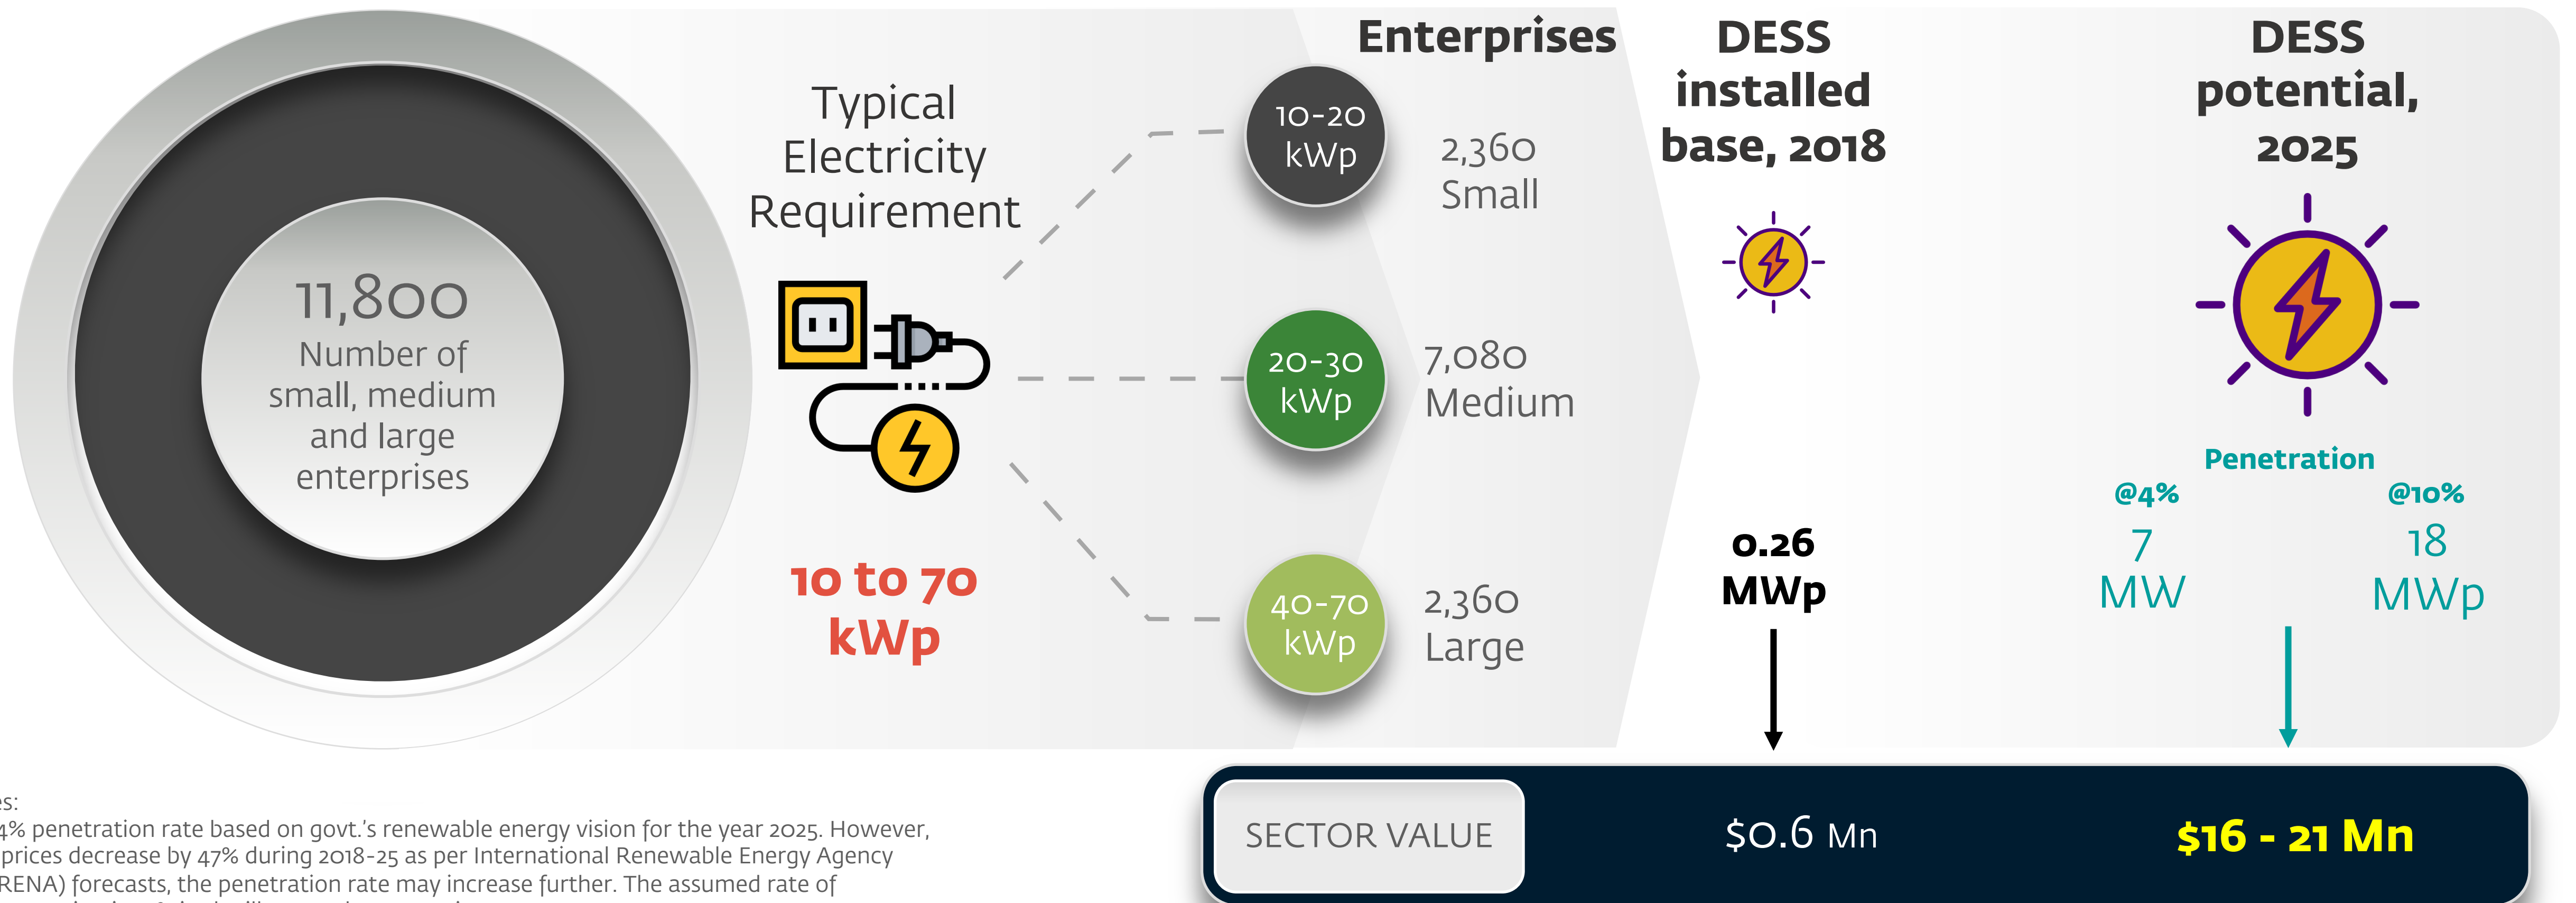 11,800
Number of
small, medium
and large
enterprises
Typical
Electricity
Requirement
10 to 70
kWp
Enterprises
10-20
kWp
2,360
Small
20-30
kWp
7,080
Medium
40-70
kWp
2,360
Large
DESS
installed
base, 2018
0.26
MWp
DESS
potential,
2025
Penetration
@4%
7
MW
@10%
18
MWp
SECTOR VALUE
$0.6 Mn
$16 - 21 Mn
es:
4% penetration rate based on govt.'s renewable energy vision for the year 2025. However,
prices decrease by 47% during 2018-25 as per International Renewable Energy Agency
RENA) forecasts, the penetration rate may increase further. The assumed rate of